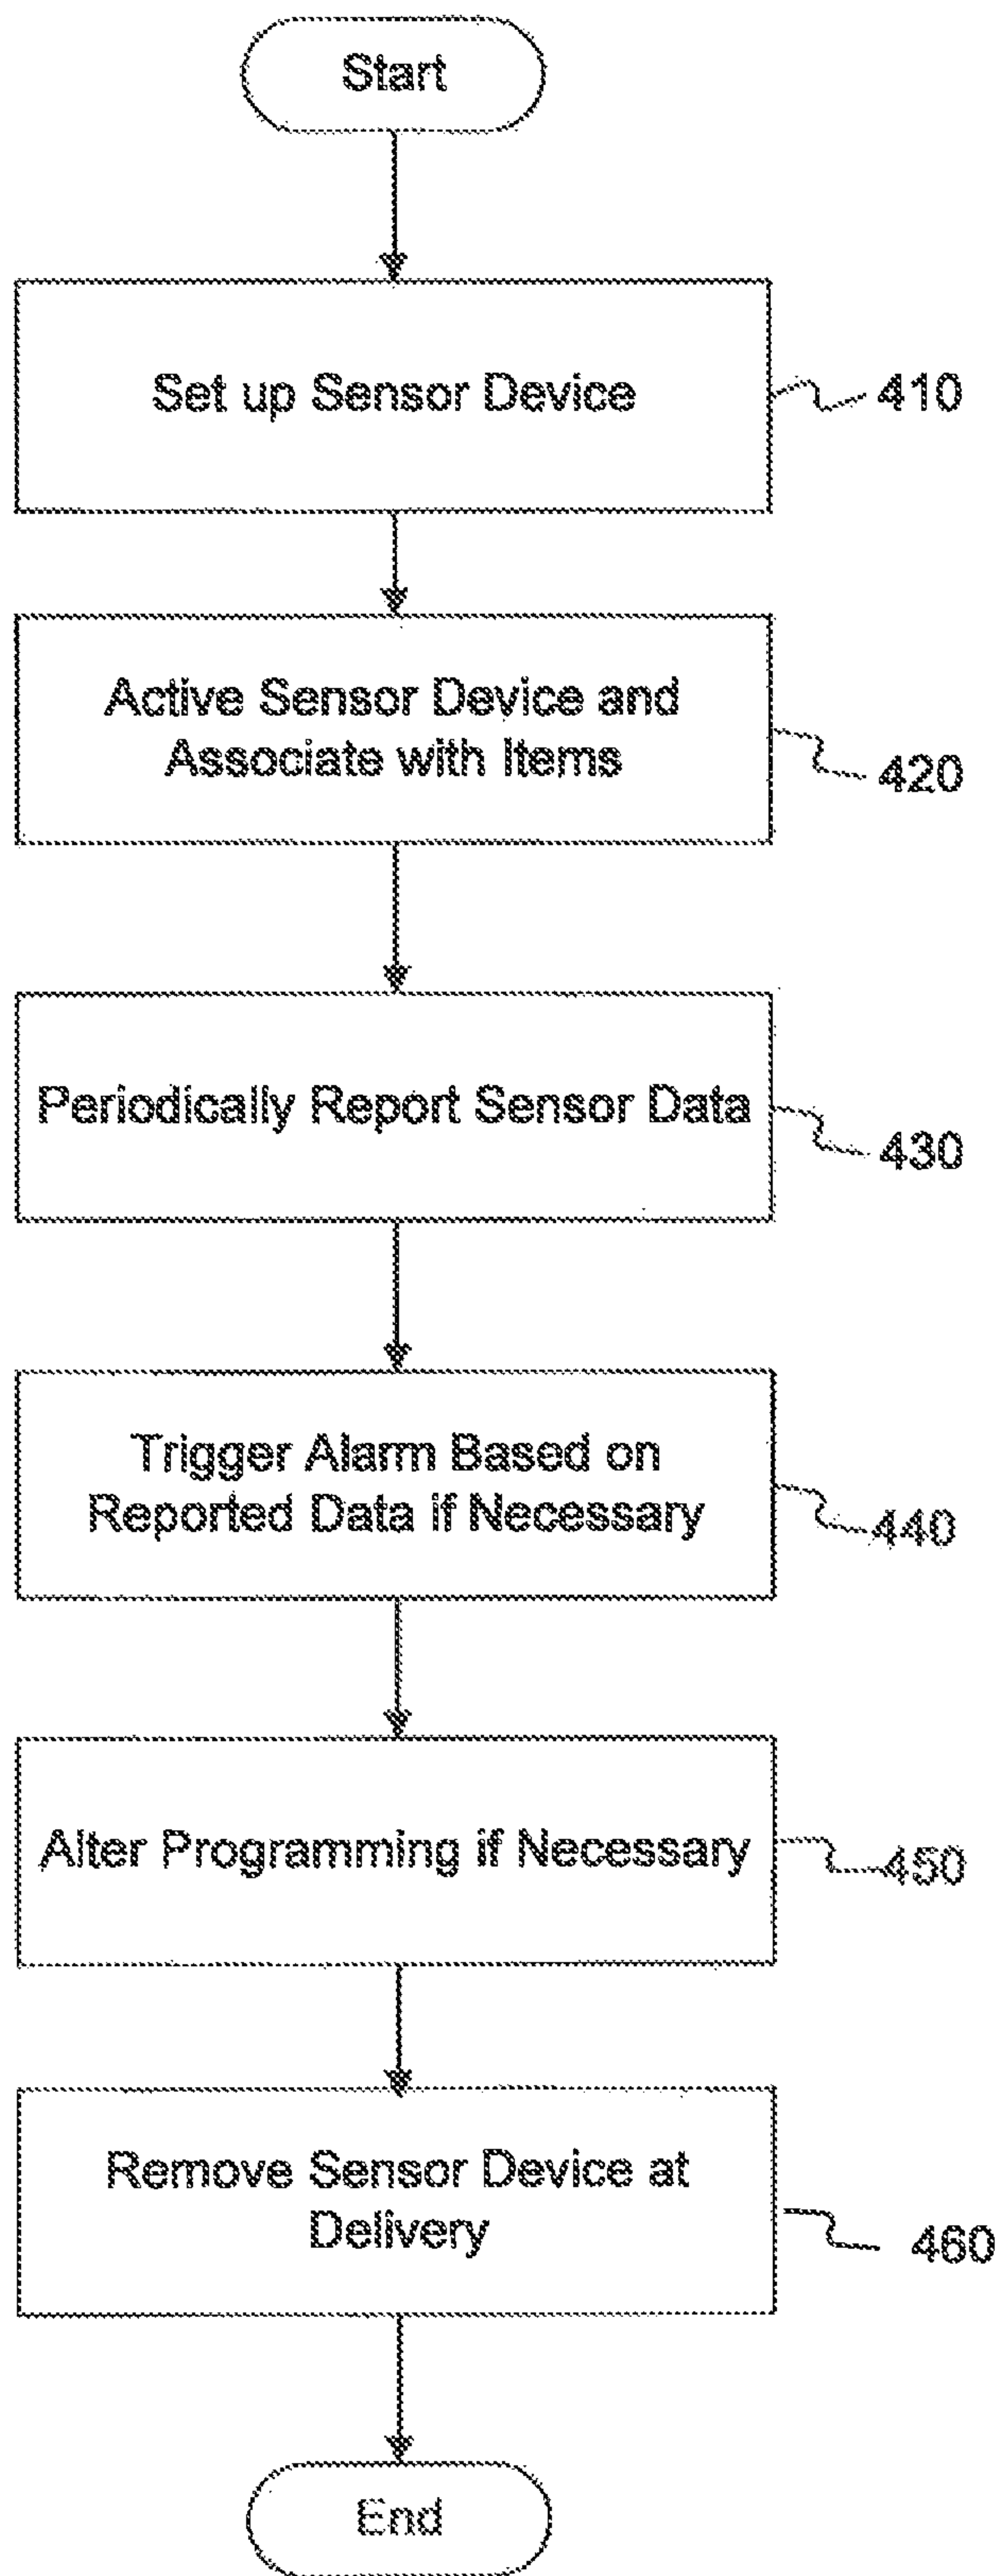 Start
Set up Sensor Device
410
Active Sensor Device and
Associate with Items
420
Periodically Report Sensor Data
430
Trigger Alarm Based on
Reported Data if Necessary
440
Alter Programming if Necessary
450
Remove Sensor Device at
Delivery
460
End